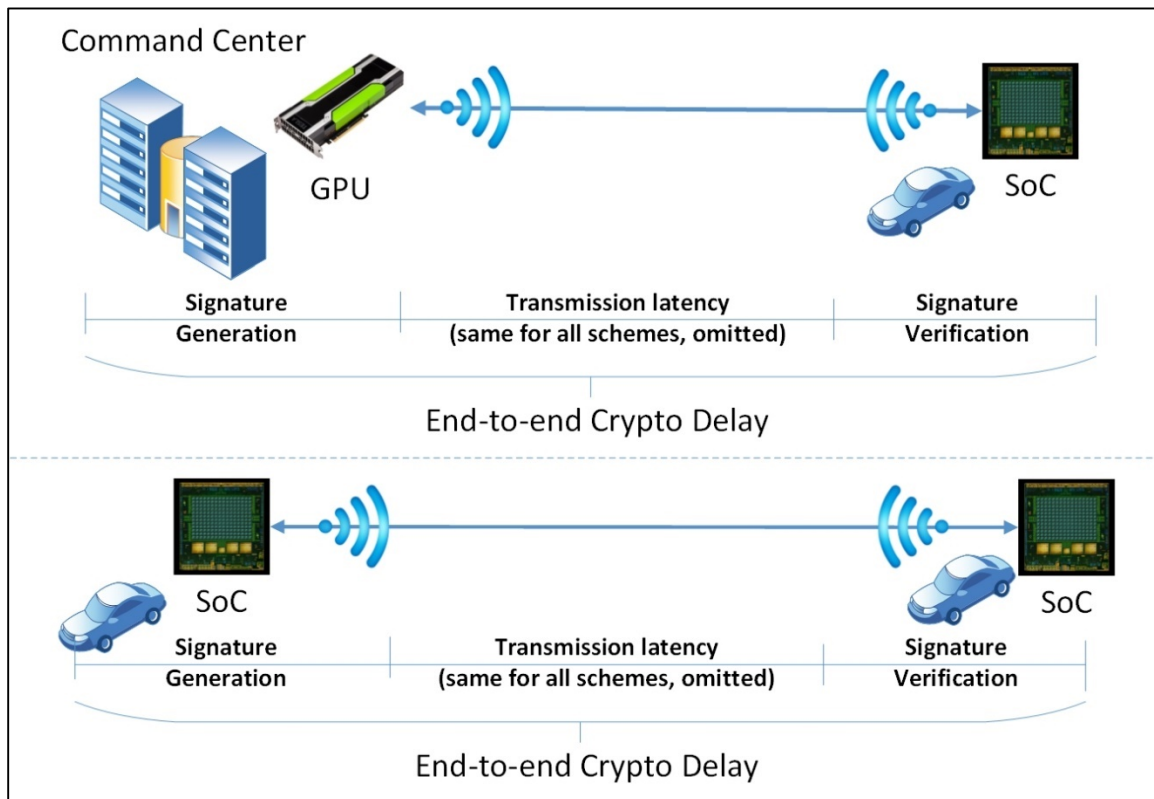 Command Center
GPU
SoC
Signature
Generation
Transmission latency
(same for all schemes, omitted)
Signature
Verification
End-to-end Crypto Delay
SoC
SoC
Signature
Generation
Transmission latency
(same for all schemes, omitted)
Signature
Verification
End-to-end Crypto Delay